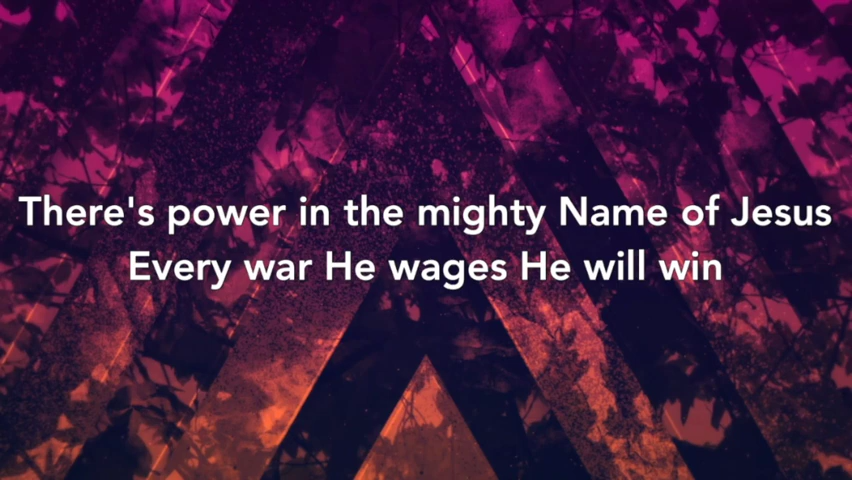 There's power in the mighty Name of Jesus
Every war He wages He will win